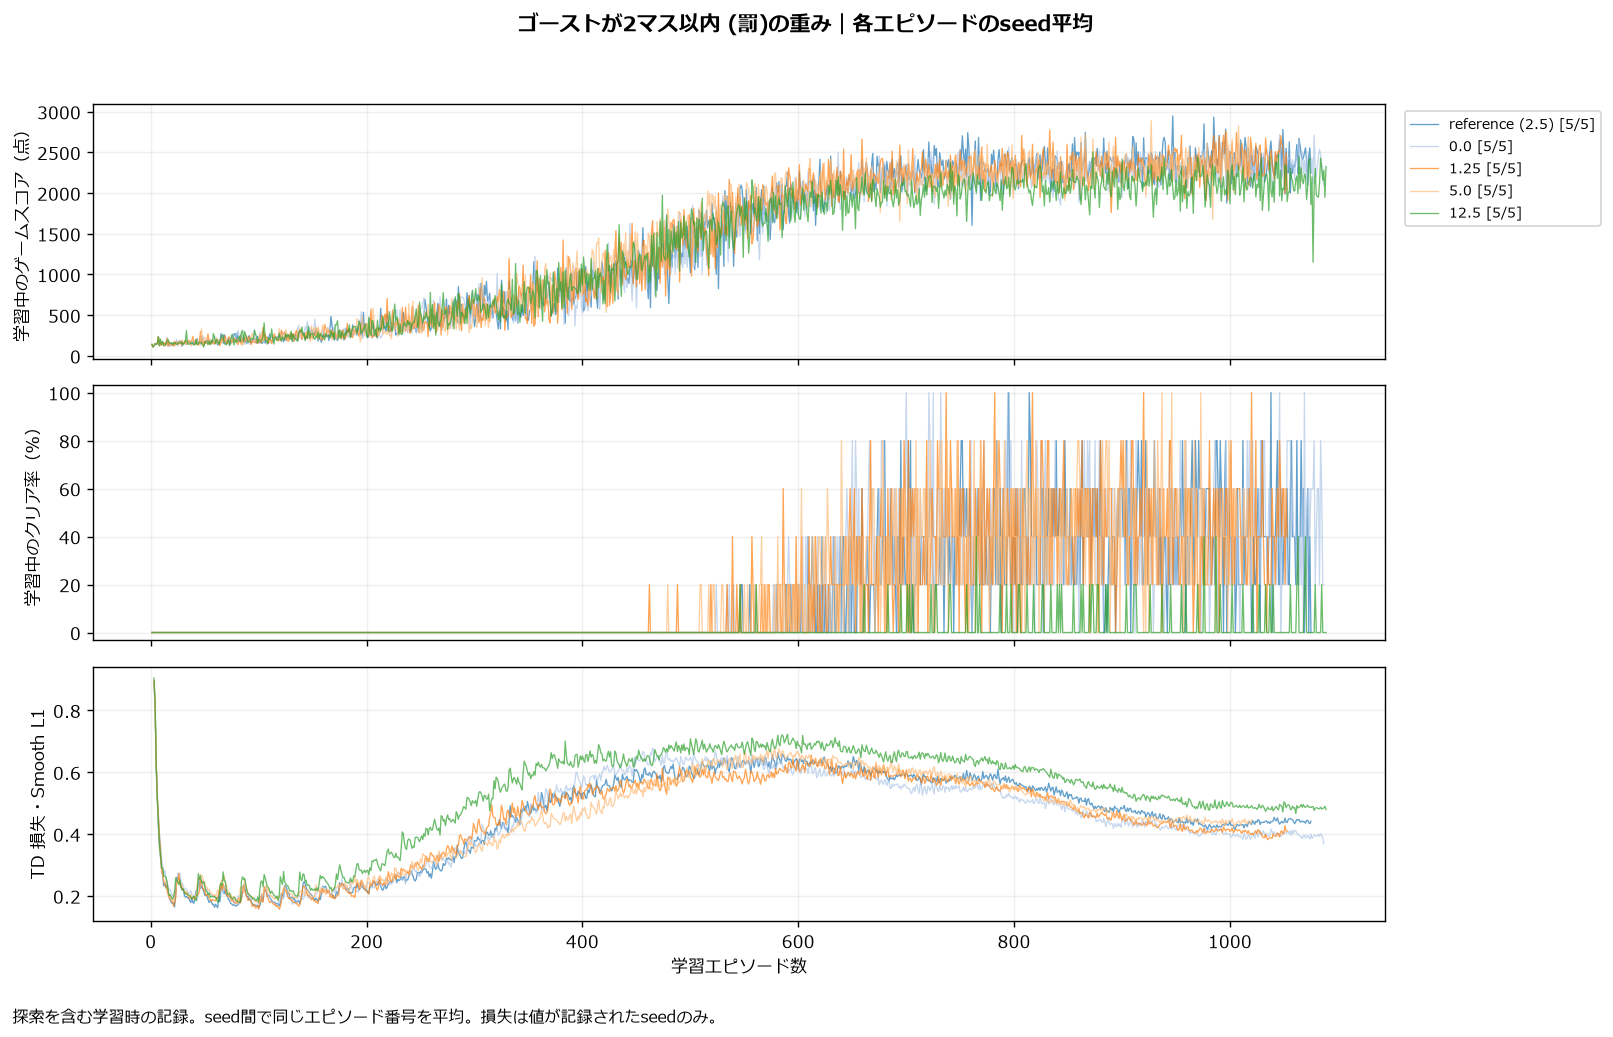 ゴーストが2マス以内 (罰)の重み｜各エピソードのseed平均
学習中のゲームスコア（点）
3000
2500
2000
1500
1000
500
0
reference (2.5) [5/5]
0.0 [5/5]
1.25 [5/5]
5.0 [5/5]
12.5 [5/5]
学習中のクリア率（%）
100
80
60
40
20
0
TD 損失・Smooth L1
0.8
0.6
0.4
0.2
0 200 400 600 800 1000
学習エピソード数
探索を含む学習時の記録。seed間で同じエピソード番号を平均。損失は値が記録されたseedのみ。